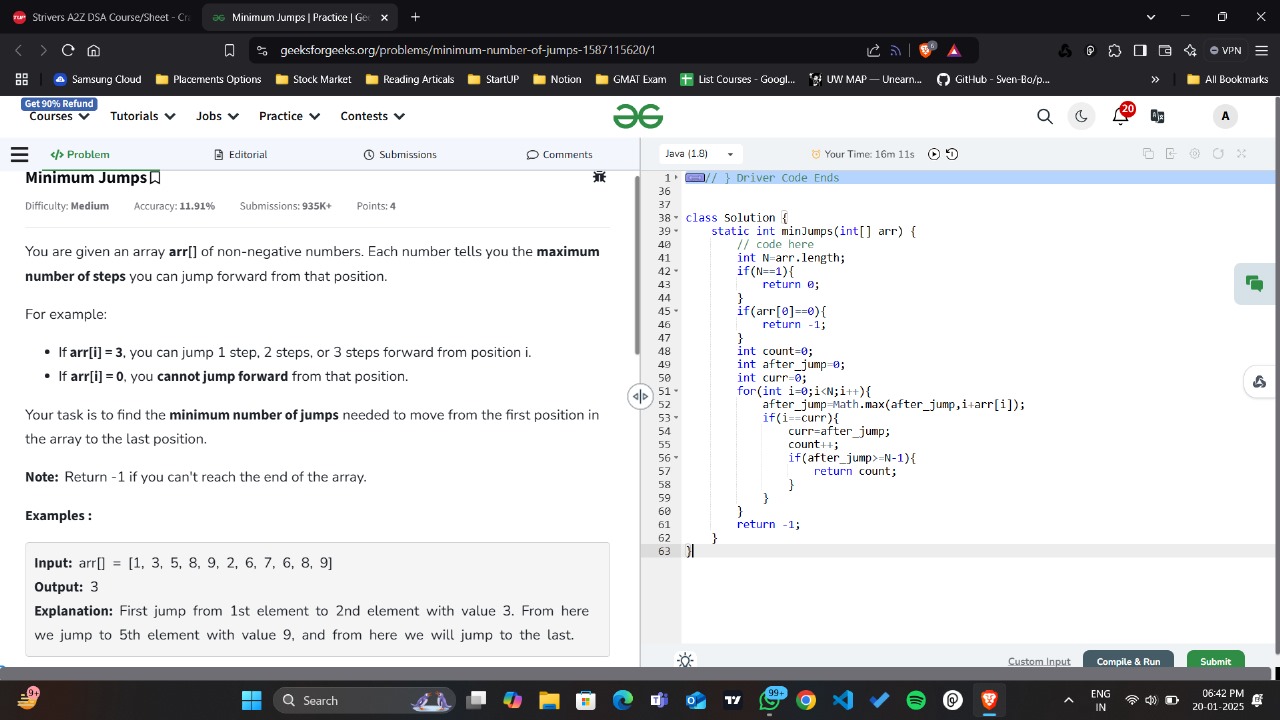 Strivers A2Z DSA Course/Sheet - Cr
Minimum Jumps | Practice | Gee
geeksforgeeks.org/problems/minimum-number-of-jumps-1587115620/1
6
VPN
Samsung Cloud
Placements Options
Stock Market
Reading Articals
StartUP
Notion
GMAT Exam
List Courses - Googl...
UW MAP — Unearn...
GitHub - Sven-Bo/p...
All Bookmarks
Get 90% Refund
Courses
Tutorials
Jobs
Practice
Contests
20
A
Problem
Editorial
Submissions
Comments
Java (1.8)
Your Time: 16m 11s
Minimum Jumps
Difficulty: Medium Accuracy: 11.91% Submissions: 935K+ Points: 4
You are given an array arr[] of non-negative numbers. Each number tells you the maximum
number of steps you can jump forward from that position.
For example:
• If arr[i] = 3, you can jump 1 step, 2 steps, or 3 steps forward from position i.
• If arr[i] = 0, you cannot jump forward from that position.
Your task is to find the minimum number of jumps needed to move from the first position in
the array to the last position.
Note: Return -1 if you can't reach the end of the array.
Examples :
Input: arr[] = [1, 3, 5, 8, 9, 2, 6, 7, 6, 8, 9]
Output: 3
Explanation: First jump from 1st element to 2nd element with value 3. From here
we jump to 5th element with value 9, and from here we will jump to the last.
1 // } Driver Code Ends
36
37
38 class Solution {
39 static int minJumps(int[] arr) {
40 // code here
41 int N=arr.length;
42 if(N==1){
43 return 0;
44 }
45 if(arr[0]==0){
46 return -1;
47 }
48 int count=0;
49 int after_jump=0;
50 int curr=0;
51 for(int i=0;i<N;i++){
52 after_jump=Math.max(after_jump,i+arr[i]);
53 if(i==curr){
54 curr=after_jump;
55 count++;
56 if(after_jump>=N-1){
57 return count;
58 }
59 }
60 }
61 return -1;
62 }
63 }
Custom Input
Compile & Run
Submit
9+
Search
99+
ENG
IN
06:42 PM
20-01-2025